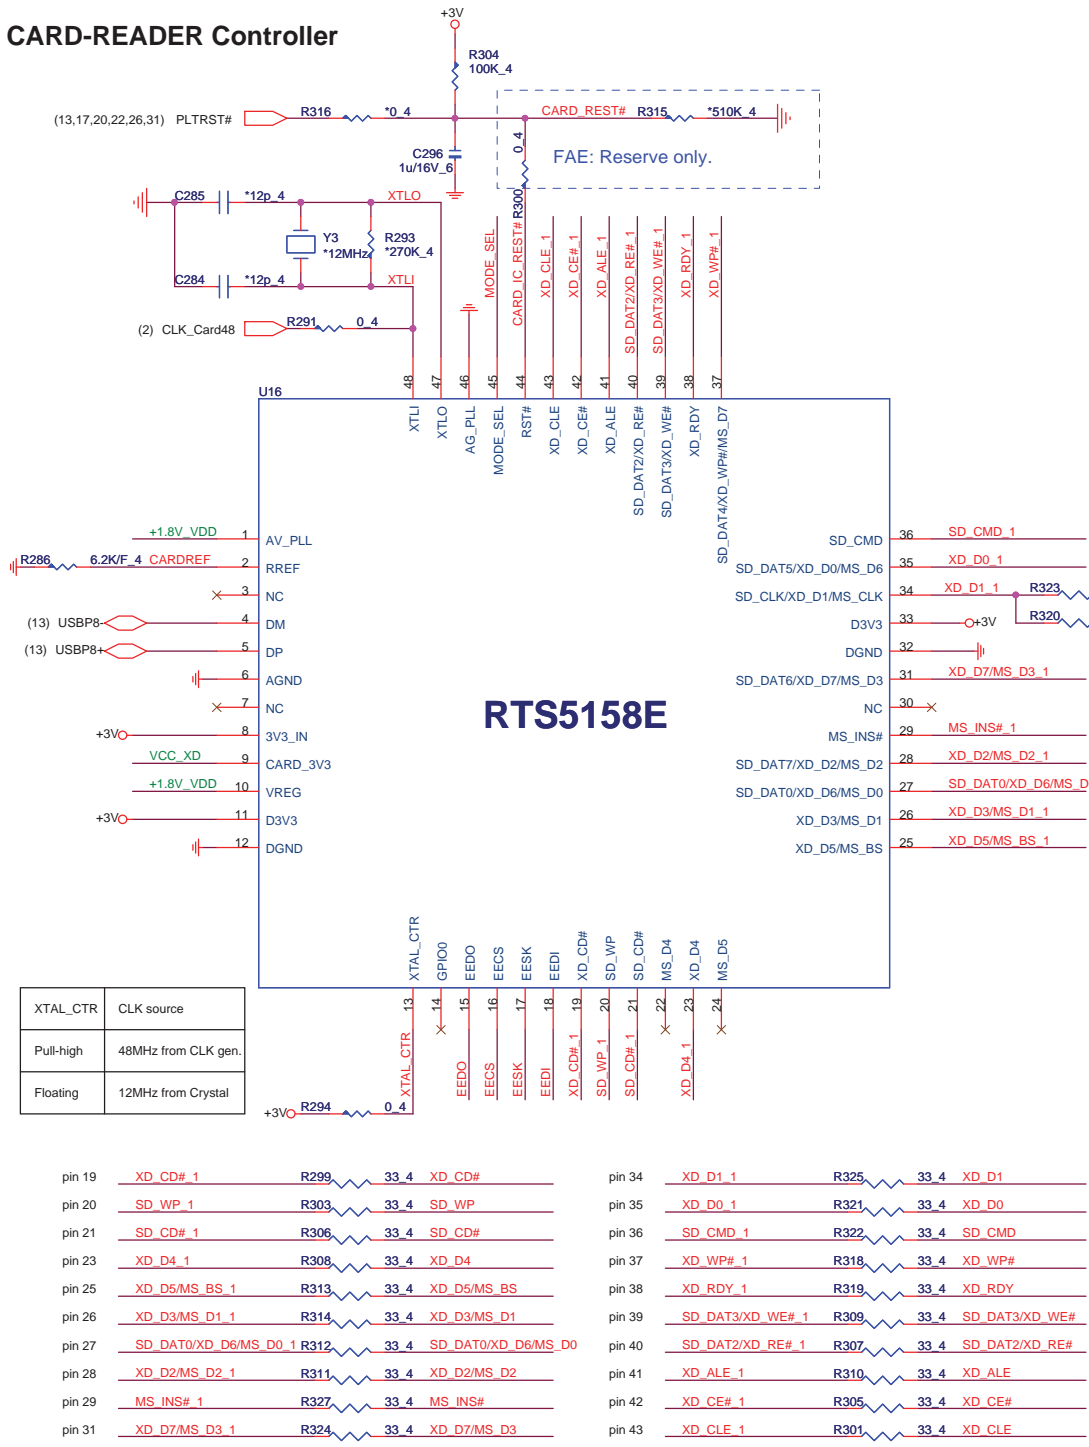 CARD-READER Controller
+3V
R304
100K_4
(13,17,20,22,26,31) PLTRST#
R316 *0_4
CARD_REST# R315 *510K_4
C296
1u/16V_6
0_4
R300
FAE: Reserve only.
C285 *12p_4 XTLO
Y3
*12MHz
R293
*270K_4
C284 *12p_4 XTLI
(2) CLK_Card48 R291 0_4
MODE_SEL
CARD_IC_REST#
XD_CLE_1
XD_CE#_1
XD_ALE_1
SD_DAT2/XD_RE#_1
SD_DAT3/XD_WE#_1
XD_RDY_1
XD_WP#_1
U16
48 47 46 45 44 43 42 41 40 39 38 37
XTLI
XTLO
AG_PLL
MODE_SEL
RST#
XD_CLE
XD_CE#
XD_ALE
SD_DAT2/XD_RE#
SD_DAT3/XD_WE#
XD_RDY
SD_DAT4/XD_WP#/MS_D7
+1.8V_VDD 1 AV_PLL
R286 6.2K/F_4 CARDREF 2 RREF
3 NC
(13) USBP8- 4 DM
(13) USBP8+ 5 DP
6 AGND
7 NC
+3V 8 3V3_IN
VCC_XD 9 CARD_3V3
+1.8V_VDD 10 VREG
+3V 11 D3V3
12 DGND
RTS5158E
SD_CMD 36 SD_CMD_1
SD_DAT5/XD_D0/MS_D6 35 XD_D0_1
SD_CLK/XD_D1/MS_CLK 34 XD_D1_1 R323
D3V3 33 +3V R320
DGND 32
SD_DAT6/XD_D7/MS_D3 31 XD_D7/MS_D3_1
NC 30
MS_INS# 29 MS_INS#_1
SD_DAT7/XD_D2/MS_D2 28 XD_D2/MS_D2_1
SD_DAT0/XD_D6/MS_D0 27 SD_DAT0/XD_D6/MS_D
XD_D3/MS_D1 26 XD_D3/MS_D1_1
XD_D5/MS_BS 25 XD_D5/MS_BS_1
XTAL_CTR
GPIO0
EEDO
EECS
EESK
EEDI
XD_CD#
SD_WP
SD_CD#
MS_D4
XD_D4
MS_D5
13 14 15 16 17 18 19 20 21 22 23 24
XTAL_CTR
EEDO
EECS
EESK
EEDI
XD_CD#_1
SD_WP_1
SD_CD#_1
XD_D4_1
+3V R294 0_4
XTAL_CTR CLK source
Pull-high 48MHz from CLK gen.
Floating 12MHz from Crystal
pin 19 XD_CD#_1 R299 33_4 XD_CD#
pin 20 SD_WP_1 R303 33_4 SD_WP
pin 21 SD_CD#_1 R306 33_4 SD_CD#
pin 23 XD_D4_1 R308 33_4 XD_D4
pin 25 XD_D5/MS_BS_1 R313 33_4 XD_D5/MS_BS
pin 26 XD_D3/MS_D1_1 R314 33_4 XD_D3/MS_D1
pin 27 SD_DAT0/XD_D6/MS_D0_1 R312 33_4 SD_DAT0/XD_D6/MS_D0
pin 28 XD_D2/MS_D2_1 R311 33_4 XD_D2/MS_D2
pin 29 MS_INS#_1 R327 33_4 MS_INS#
pin 31 XD_D7/MS_D3_1 R324 33_4 XD_D7/MS_D3
pin 34 XD_D1_1 R325 33_4 XD_D1
pin 35 XD_D0_1 R321 33_4 XD_D0
pin 36 SD_CMD_1 R322 33_4 SD_CMD
pin 37 XD_WP#_1 R318 33_4 XD_WP#
pin 38 XD_RDY_1 R319 33_4 XD_RDY
pin 39 SD_DAT3/XD_WE#_1 R309 33_4 SD_DAT3/XD_WE#
pin 40 SD_DAT2/XD_RE#_1 R307 33_4 SD_DAT2/XD_RE#
pin 41 XD_ALE_1 R310 33_4 XD_ALE
pin 42 XD_CE#_1 R305 33_4 XD_CE#
pin 43 XD_CLE_1 R301 33_4 XD_CLE